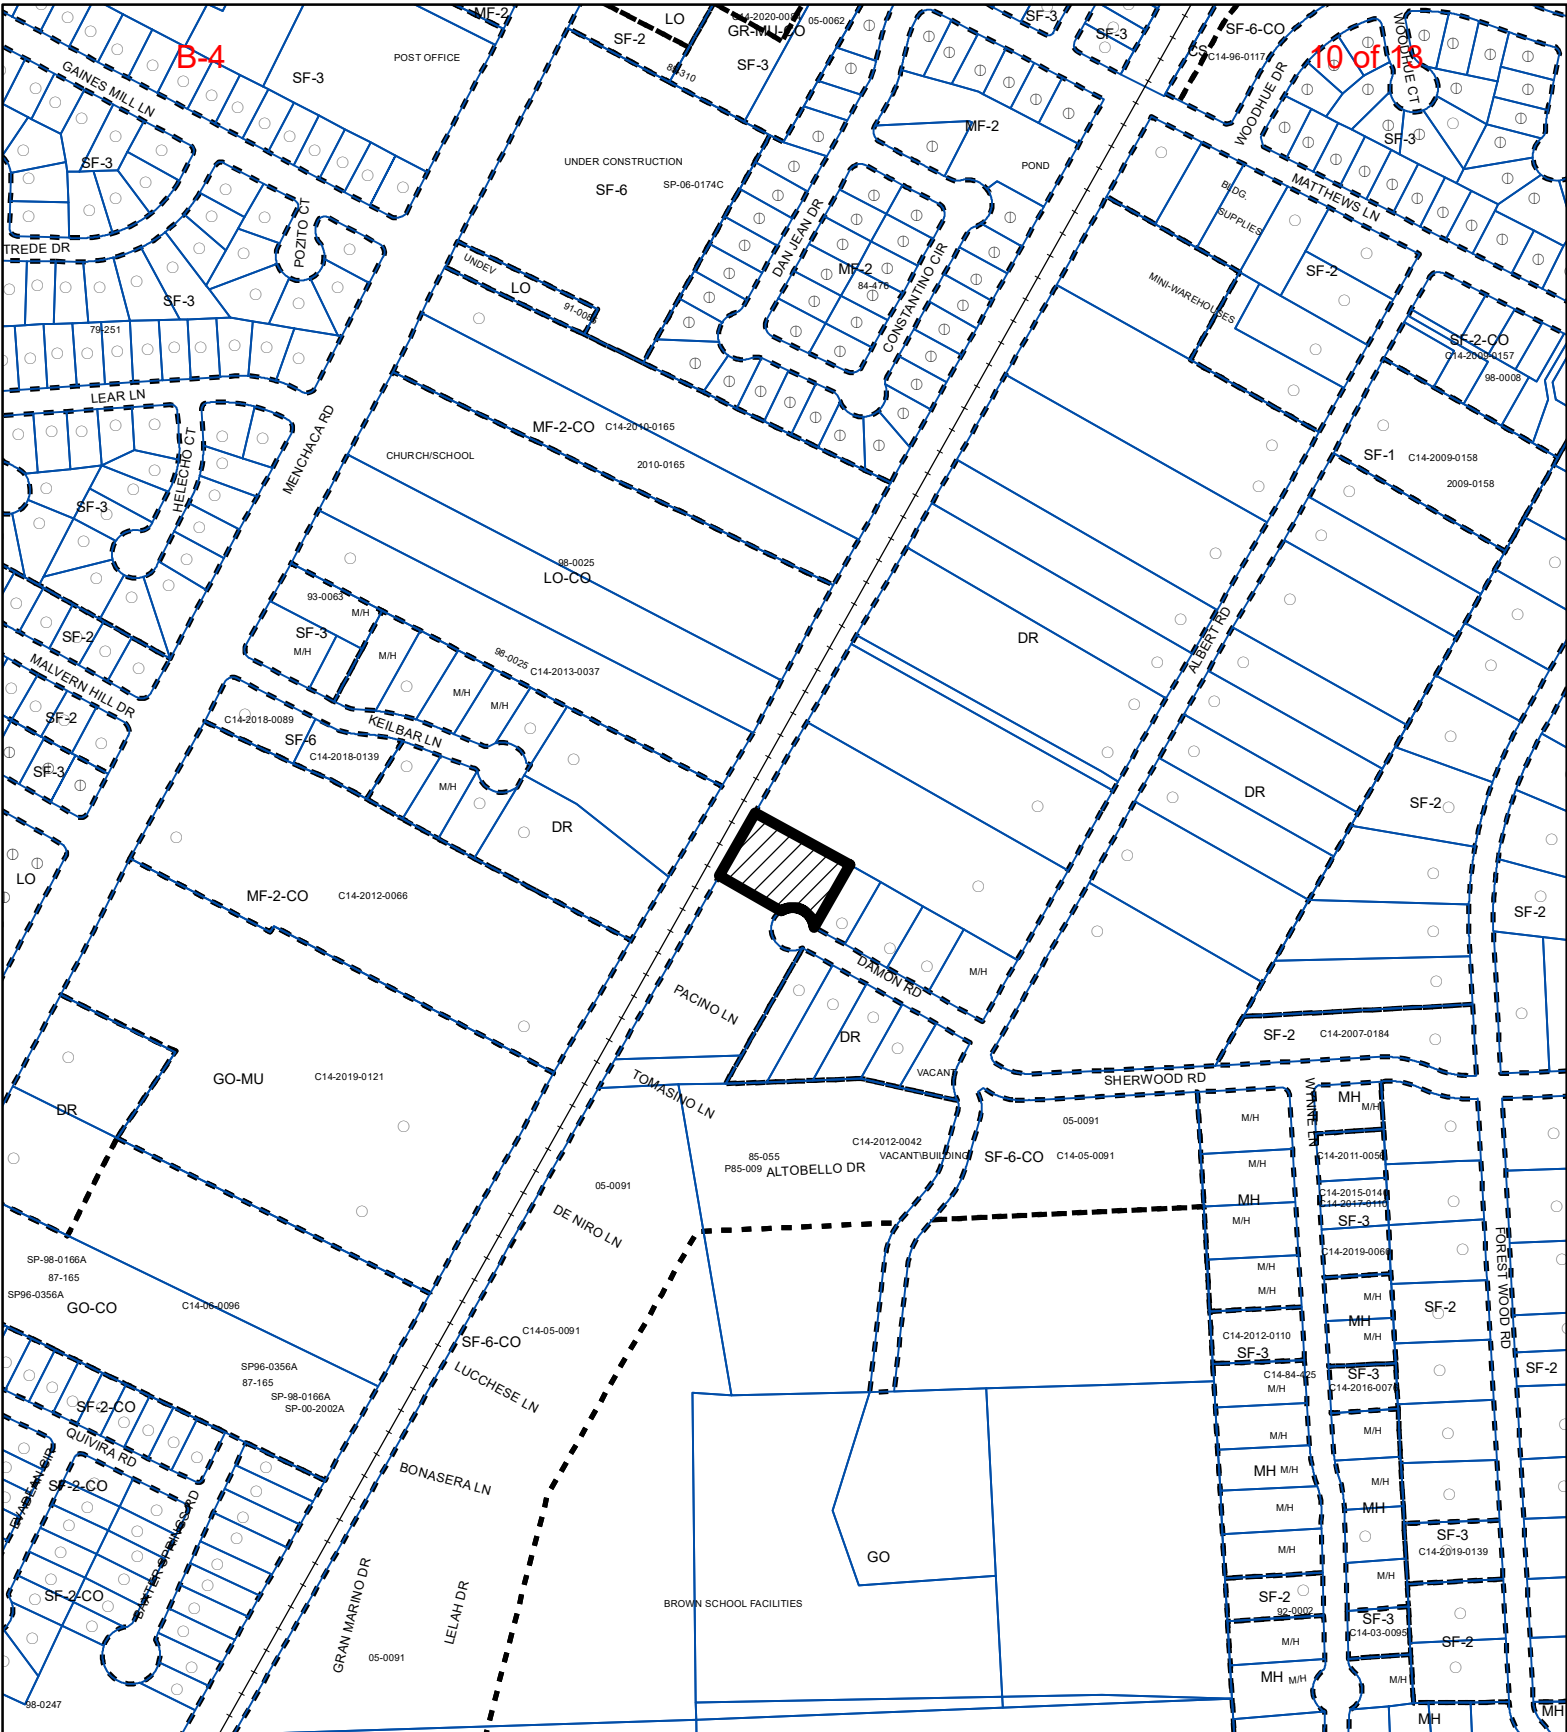 B-4
10 of 13
MF-2
LO
C14-2020-00
05-0062
GR-MU-CO
SF-2
SF-3
SF-3
SF-3
CS
SF-6-CO
C14-96-0117
WOODHUE DR
WOODHUE CT
POST OFFICE
SF-3
GAINES MILL LN
SF-3
UNDER CONSTRUCTION
SF-6
SP-06-0174C
MF-2
POND
SF-3
MATTHEWS LN
BLDG.
SUPPLIES
MINI-WAREHOUSES
SF-2
TREDE DR
POZITO CT
SF-3
79-251
UNDEV
LO
DAN JEAN DR
MF-2
84-476
CONSTANTINO CIR
SF-2-CO
C14-2009-0157
98-0008
LEAR LN
HELECHO CT
MENCHACA RD
SF-3
MF-2-CO
C14-2010-0165
CHURCH/SCHOOL
2010-0165
SF-1
C14-2009-0158
2009-0158
98-0025
LO-CO
93-0063
M/H
SF-3
M/H
M/H
98-0025
C14-2013-0037
M/H
M/H
DR
ALBERT RD
SF-2
MALVERN HILL DR
SF-2
SF-3
C14-2018-0089
SF-6
C14-2018-0139
KEILBAR LN
M/H
DR
DR
SF-2
LO
MF-2-CO
C14-2012-0066
SF-2
DAMON RD
M/H
PACINO LN
DR
VACANT
SF-2
C14-2007-0184
SHERWOOD RD
GO-MU
C14-2019-0121
DR
TOMASINO LN
C14-2012-0042
VACANT\BUILDING
85-055
P85-009
ALTOBELLO DR
SF-6-CO
05-0091
C14-05-0091
05-0091
DE NIRO LN
WYNNE LN
MH
M/H
M/H
M/H
MH
M/H
M/H
M/H
SF-3
FOREST WOOD RD
SP-98-0166A
87-165
SP96-0356A
GO-CO
C14-06-0096
C14-05-0091
SF-6-CO
LUCCHESE LN
M/H
MH
M/H
SF-2
C14-2012-0110
SF-3
M/H
SF-3
SF-2
SP96-0356A
87-165
SP-98-0166A
SP-00-2002A
SF-2-CO
QUIVIRA RD
SF-2-CO
BAXTER SPRINGS RD
SF-2-CO
BONASERA LN
GRAN MARINO DR
LELAH DR
05-0091
98-0247
GO
BROWN SCHOOL FACILITIES
M/H
M/H
MH
M/H
M/H
M/H
MH
M/H
M/H
SF-3
C14-2019-0139
SF-2
92-0002
SF-3
C14-03-0095
SF-2
M/H
MH
M/H
M/H
MH
MH